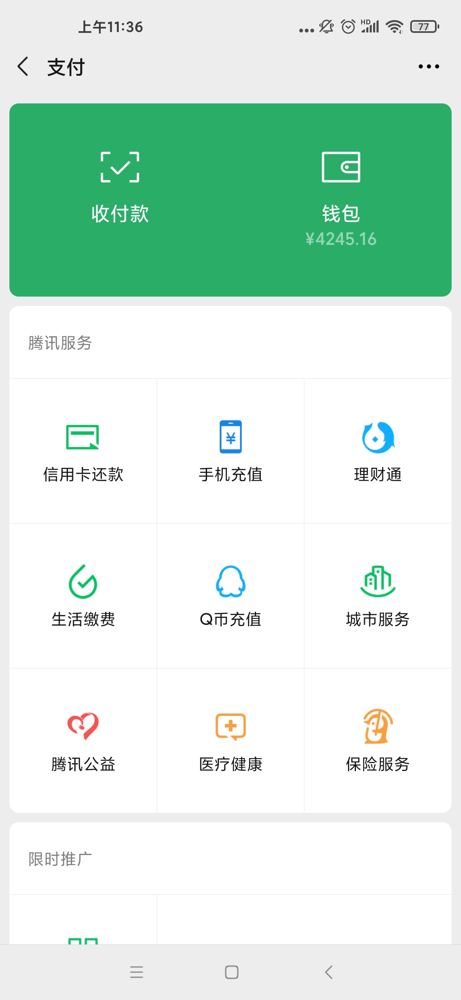 上午11:36
HD
77
支付
收付款
钱包
¥4245.16
腾讯服务
信用卡还款
手机充值
理财通
生活缴费
Q币充值
城市服务
腾讯公益
医疗健康
保险服务
限时推广